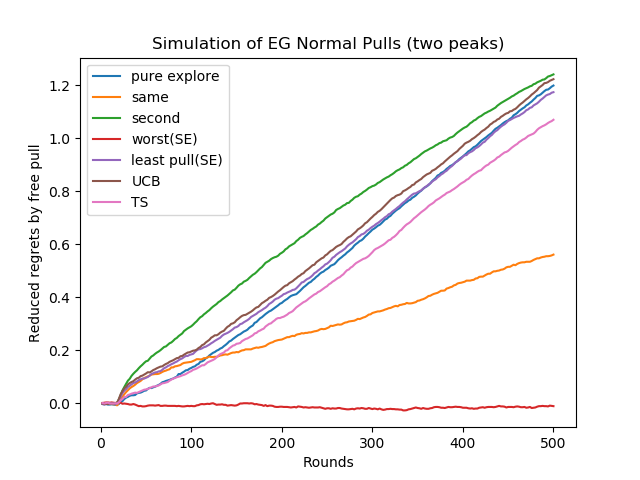 Simulation of EG Normal Pulls (two peaks)
Reduced regrets by free pull
1.2
1.0
0.8
0.6
0.4
0.2
0.0
pure explore
same
second
worst(SE)
least pull(SE)
UCB
TS
0 100 200 300 400 500
Rounds